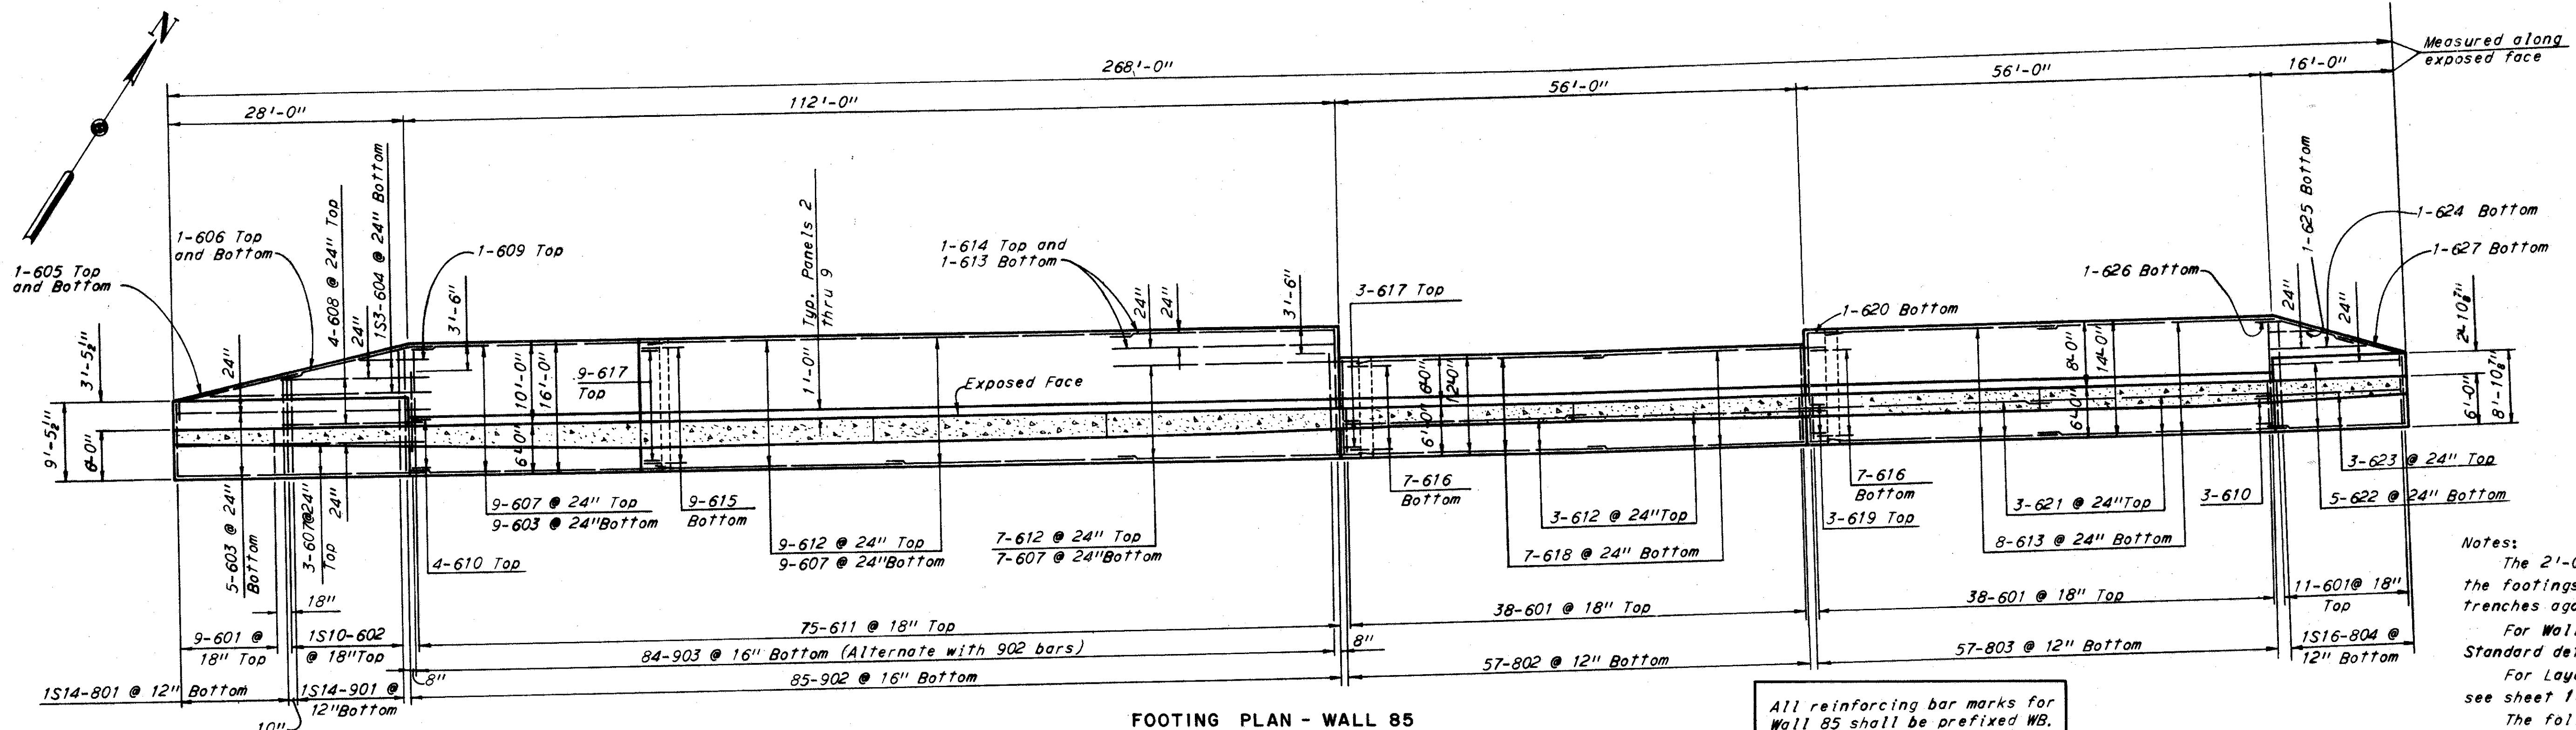 N
268'-0"
Measured along
exposed face
28'-0"
112'-0"
56'-0"
56'-0"
16'-0"
1-605 Top
and Bottom
1-606 Top
and Bottom
4-608 @ 24" Top
24"
1S3-604 @ 24" Bottom
3'-6"
1-609 Top
Typ. Panels 2
thru 9
1'-0"
1-614 Top and
1-613 Bottom
24"
24"
3'-6"
3-617 Top
1-620 Bottom
1-626 Bottom
24"
1-625 Bottom
24"
1-624 Bottom
1-627 Bottom
2'-10 7/8"
8'-10 7/8"
6'-0"
3'-5 1/2"
9'-5 1/2"
6'-0"
24"
10'-0"
16'-0"
6'-0"
9-617
Top
Exposed Face
6'-0"
12'-0"
6'-0"
8'-0"
14'-0"
6'-0"
5-603 @ 24"
Bottom
3-607@24"
Top
24"
18"
9-607 @ 24" Top
9-603 @ 24"Bottom
4-610 Top
9-615
Bottom
9-612 @ 24" Top
9-607 @ 24"Bottom
7-612 @ 24" Top
7-607 @ 24"Bottom
7-616
Bottom
3-612 @ 24"Top
7-618 @ 24" Bottom
7-616
Bottom
3-619 Top
3-621 @ 24"Top
8-613 @ 24" Bottom
3-610
3-623 @ 24" Top
5-622 @ 24" Bottom
9-601 @
18" Top
1S10-602
@ 18"Top
75-611 @ 18" Top
38-601 @ 18" Top
38-601 @ 18" Top
11-601@ 18"
Top
84-903 @ 16" Bottom (Alternate with 902 bars)
8"
8"
1S14-801 @ 12" Bottom
1S14-901 @
12"Bottom
10"
85-902 @ 16" Bottom
57-802 @ 12" Bottom
57-803 @ 12" Bottom
1S16-804 @
12" Bottom
Notes:
The 2'-0
the footings
trenches
For Wall
Standard
For
see sheet 1
The
FOOTING PLAN - WALL 85
All reinforcing bar marks for
Wall 85 shall be prefixed WB.